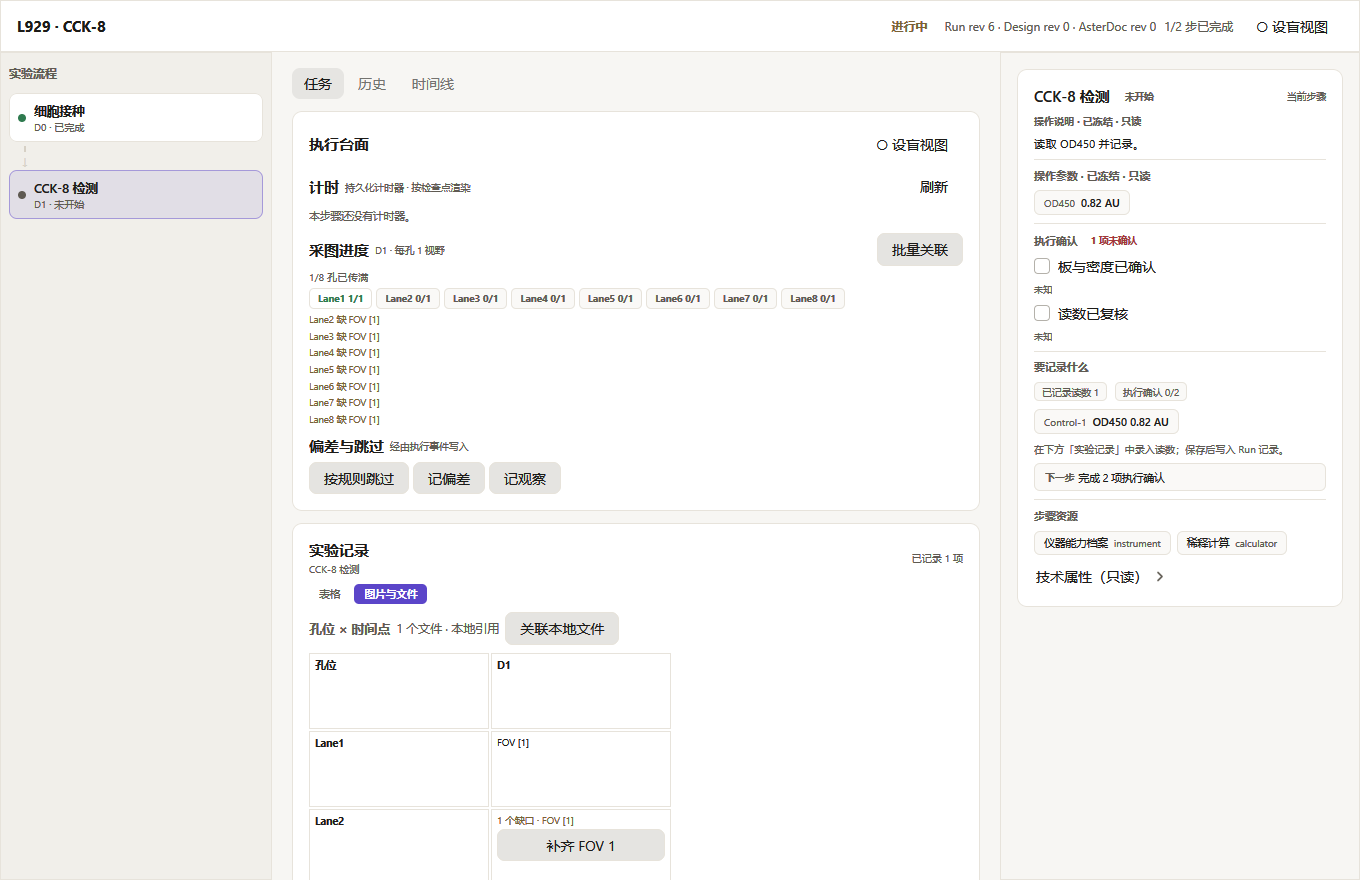 L929 · CCK-8
进行中 Run rev 6 · Design rev 0 · AsterDoc rev 0 1/2 步已完成 设盲视图
实验流程
细胞接种
D0 · 已完成
CCK-8 检测
D1 · 未开始
任务 历史 时间线
执行台面 设盲视图
计时 持久化计时器 · 按检查点渲染 刷新
本步骤还没有计时器。
采图进度 D1 · 每孔 1 视野 批量关联
1/8 孔已传满
Lane1 1/1 Lane2 0/1 Lane3 0/1 Lane4 0/1 Lane5 0/1 Lane6 0/1 Lane7 0/1 Lane8 0/1
Lane2 缺 FOV [1]
Lane3 缺 FOV [1]
Lane4 缺 FOV [1]
Lane5 缺 FOV [1]
Lane6 缺 FOV [1]
Lane7 缺 FOV [1]
Lane8 缺 FOV [1]
偏差与跳过 经由执行事件写入
按规则跳过 记偏差 记观察
实验记录
CCK-8 检测
已记录 1 项
表格 图片与文件
孔位 × 时间点 1 个文件 · 本地引用 关联本地文件
孔位 D1
Lane1 FOV [1]
Lane2 1 个缺口 · FOV [1]
补齐 FOV 1
CCK-8 检测 未开始 当前步骤
操作说明 · 已冻结 · 只读
读取 OD450 并记录。
操作参数 · 已冻结 · 只读
OD450 0.82 AU
执行确认 1 项未确认
板与密度已确认
未知
读数已复核
未知
要记录什么
已记录读数 1 执行确认 0/2
Control-1 OD450 0.82 AU
在下方「实验记录」中录入读数；保存后写入 Run 记录。
下一步 完成 2 项执行确认
步骤资源
仪器能力档案 instrument 稀释计算 calculator
技术属性（只读）